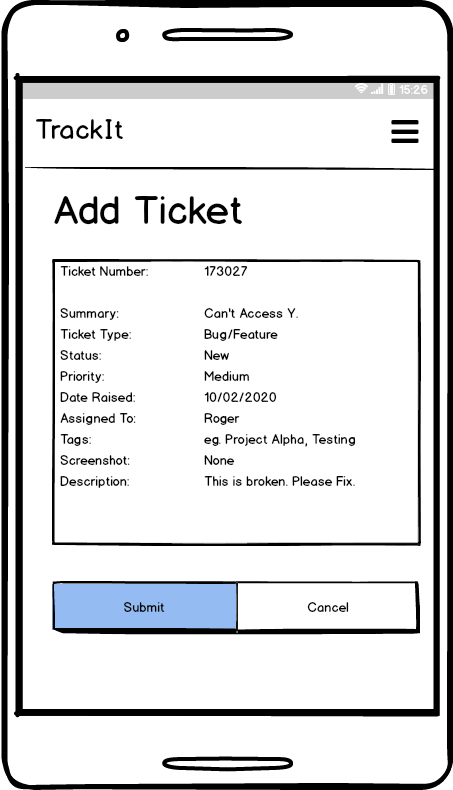 15:26
TrackIt
Add Ticket
Ticket Number: 173027
Summary: Can't Access Y.
Ticket Type: Bug/Feature
Status: New
Priority: Medium
Date Raised: 10/02/2020
Assigned To: Roger
Tags: eg. Project Alpha, Testing
Screenshot: None
Description: This is broken. Please Fix.
Submit Cancel